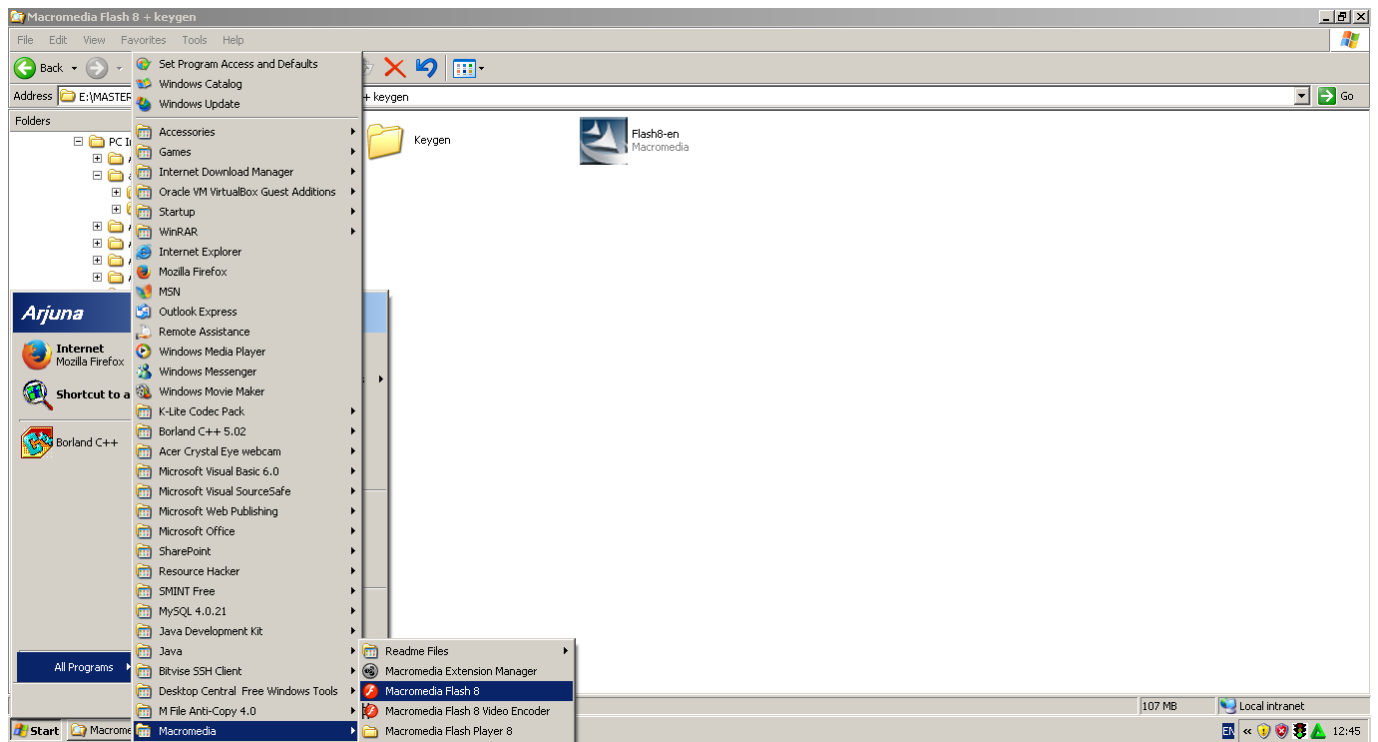 Macromedia Flash 8 + keygen
File Edit View Favorites Tools Help
Back
Address E:\MASTER
+ keygen
Go
Folders
PC
Keygen
Flash8-en
Macromedia
Set Program Access and Defaults
Windows Catalog
Windows Update
Accessories
Games
Internet Download Manager
Oracle VM VirtualBox Guest Additions
Startup
WinRAR
Internet Explorer
Mozilla Firefox
MSN
Outlook Express
Remote Assistance
Windows Media Player
Windows Messenger
Windows Movie Maker
K-Lite Codec Pack
Borland C++ 5.02
Acer Crystal Eye webcam
Microsoft Visual Basic 6.0
Microsoft Visual SourceSafe
Microsoft Web Publishing
Microsoft Office
SharePoint
Resource Hacker
SMINT Free
MySQL 4.0.21
Java Development Kit
Java
Bitvise SSH Client
Desktop Central Free Windows Tools
M File Anti-Copy 4.0
Macromedia
Arjuna
Internet
Mozilla Firefox
Shortcut to a
Borland C++
All Programs
Readme Files
Macromedia Extension Manager
Macromedia Flash 8
Macromedia Flash 8 Video Encoder
Macromedia Flash Player 8
107 MB
Local intranet
Start
Macrome
EN
12:45